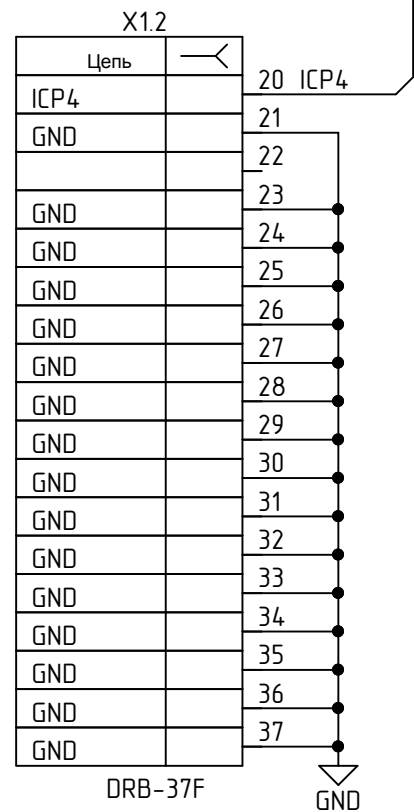 X1.2
Цепь
ICP4 20 ICP4
GND 21
22
GND 23
GND 24
GND 25
GND 26
GND 27
GND 28
GND 29
GND 30
GND 31
GND 32
GND 33
GND 34
GND 35
GND 36
GND 37
DRB-37F
GND